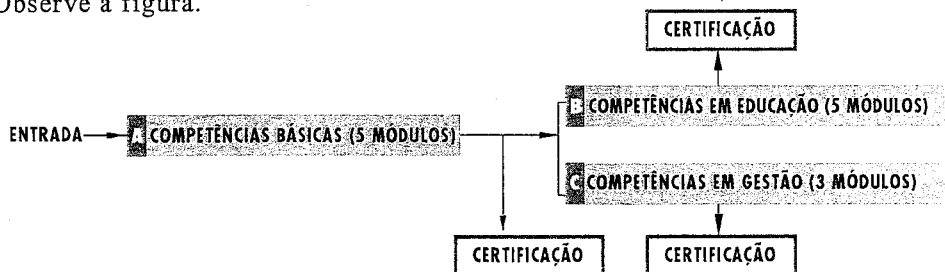 Observe a figura.
CERTIFICAÇÃO
B COMPETÊNCIAS EM EDUCAÇÃO (5 MÓDULOS)
ENTRADA
A COMPETÊNCIAS BÁSICAS (5 MÓDULOS)
C COMPETÊNCIAS EM GESTÃO (3 MÓDULOS)
CERTIFICAÇÃO
CERTIFICAÇÃO